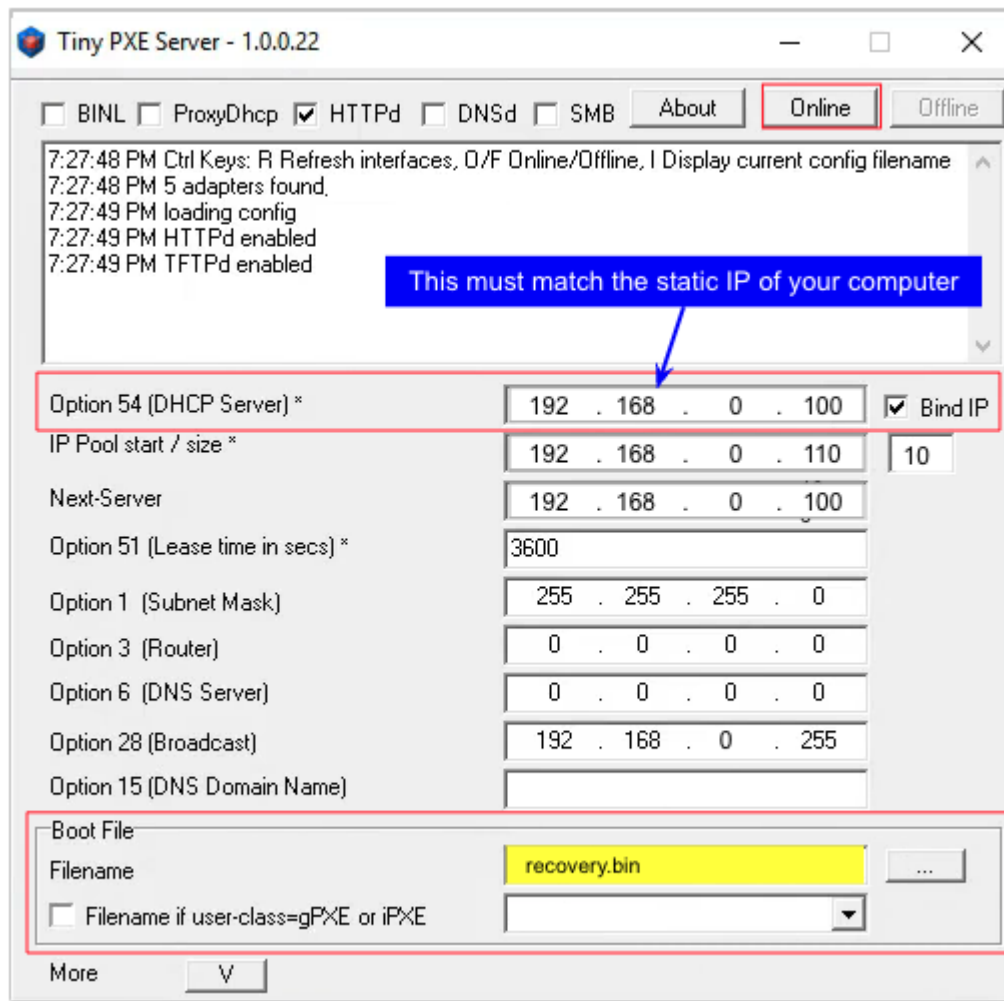 Tiny PXE Server - 1.0.0.22
BINL ProxyDhcp HTTPd DNSd SMB About Online Offline
7:27:48 PM Ctrl Keys: R Refresh interfaces, O/F Online/Offline, I Display current config filename
7:27:48 PM 5 adapters found.
7:27:49 PM loading config
7:27:49 PM HTTPd enabled
7:27:49 PM TFTPd enabled
This must match the static IP of your computer
Option 54 (DHCP Server) * 192 . 168 . 0 . 100 Bind IP
IP Pool start / size * 192 . 168 . 0 . 110 10
Next-Server 192 . 168 . 0 . 100
Option 51 (Lease time in secs) * 3600
Option 1 (Subnet Mask) 255 . 255 . 255 . 0
Option 3 (Router) 0 . 0 . 0 . 0
Option 6 (DNS Server) 0 . 0 . 0 . 0
Option 28 (Broadcast) 192 . 168 . 0 . 255
Option 15 (DNS Domain Name)
Boot File
Filename recovery.bin ...
Filename if user-class=gPXE or iPXE
More V